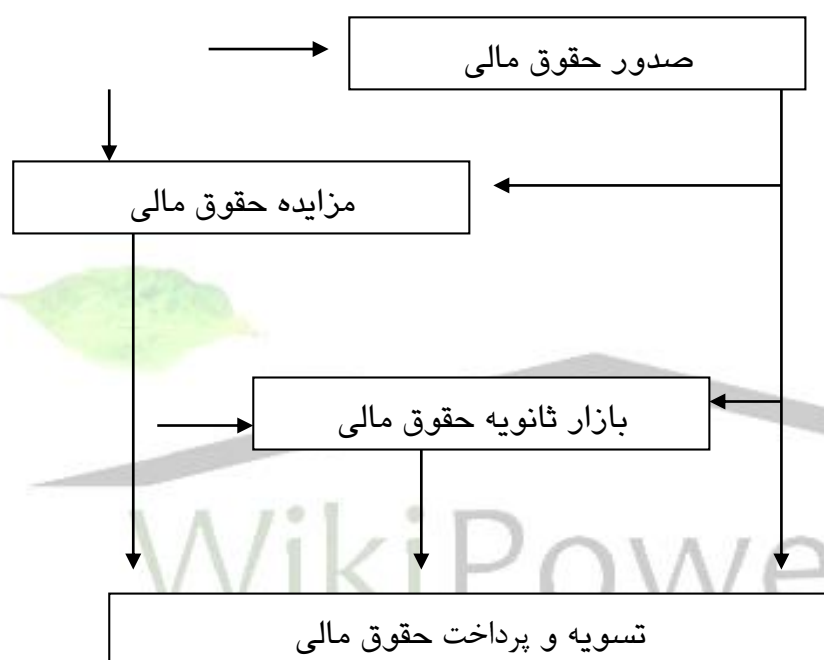 صدور حقوق مالی
مزایده حقوق مالی
بازار ثانویه حقوق مالی
WikiPowe
تسویه و پرداخت حقوق مالی